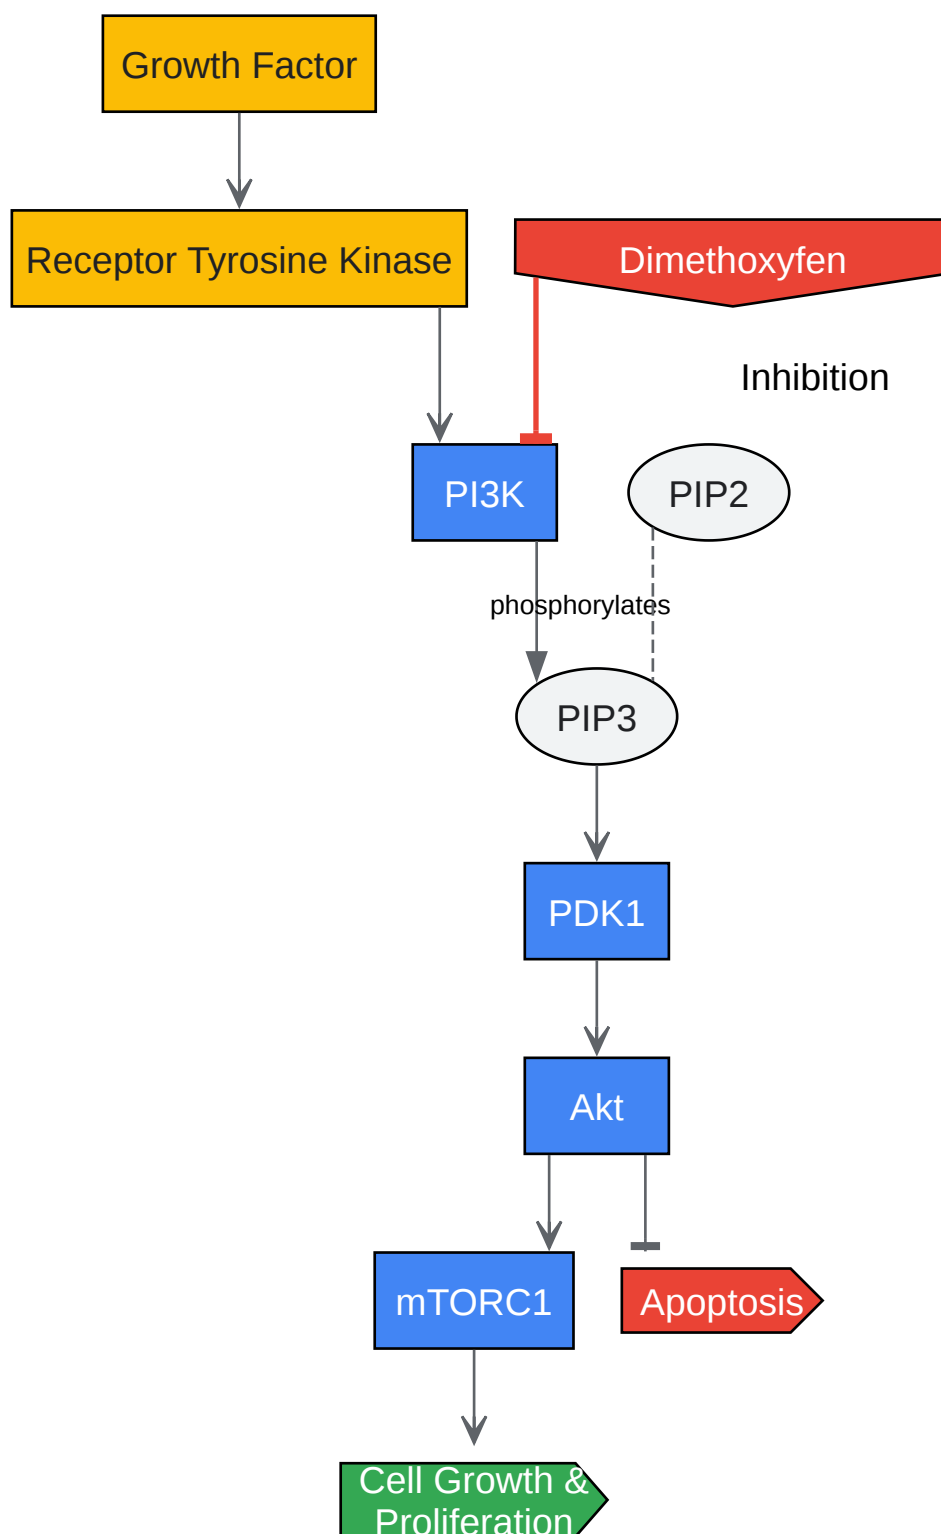 Growth Factor
Receptor Tyrosine Kinase
Dimethoxyfen
Inhibition
PI3K
PIP2
phosphorylates
PIP3
PDK1
Akt
mTORC1
Apoptosis
Cell Growth &
Proliferation